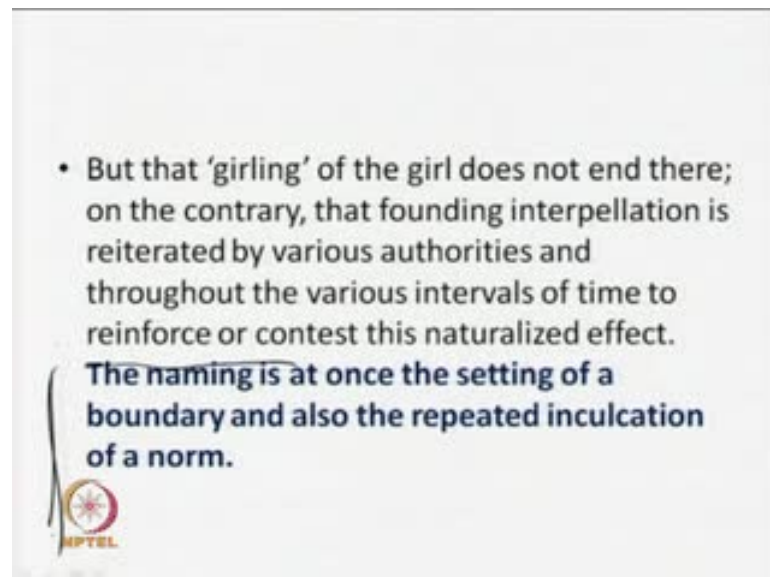 • But that ‘girling’ of the girl does not end there;
on the contrary, that founding interpellation is
reiterated by various authorities and
throughout the various intervals of time to
reinforce or contest this naturalized effect.
The naming is at once the setting of a
boundary and also the repeated inculcation
of a norm.
NPTEL